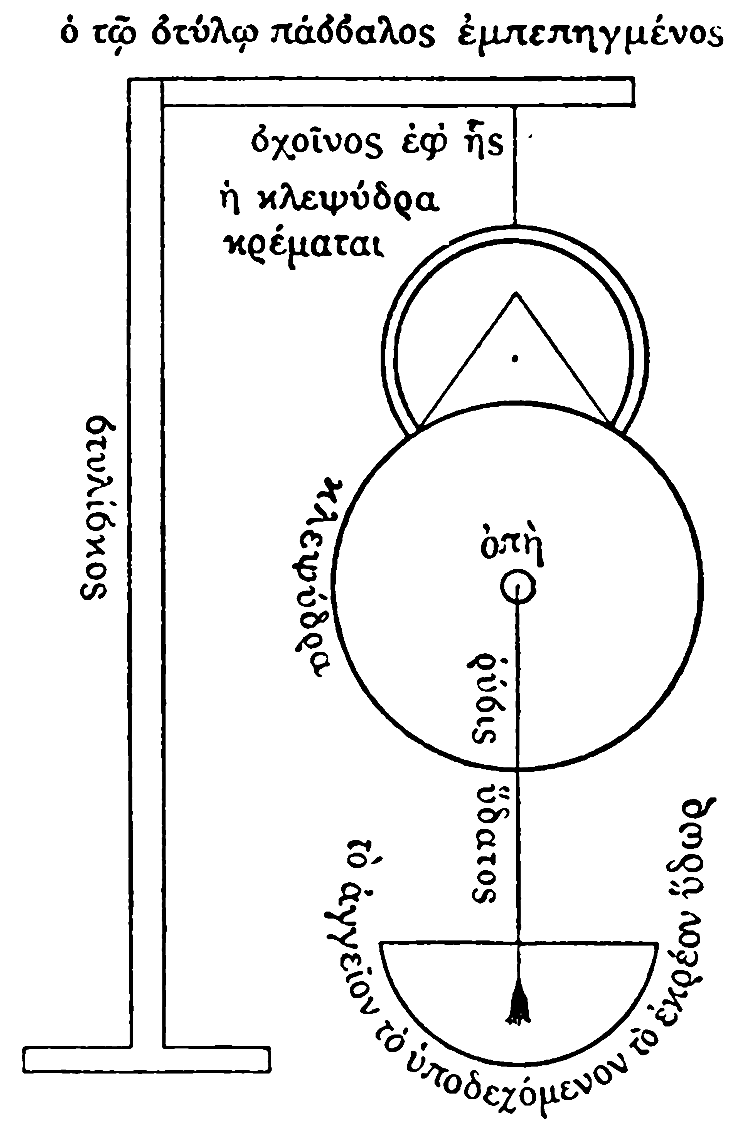 ὁ τῷ στύλῳ πάσσαλος ἐμπεπηγμένος
σχοῖνος ἐφ' ἧς
ἡ κλεψύδρα
κρέμαται
στυλίσκος
κλεψύδρα
ὀπὴ
ῥύσις
ὕδατος
τὸ ἀγγεῖον τὸ ὑποδεχόμενον τὸ ἐκρέον ὕδωρ